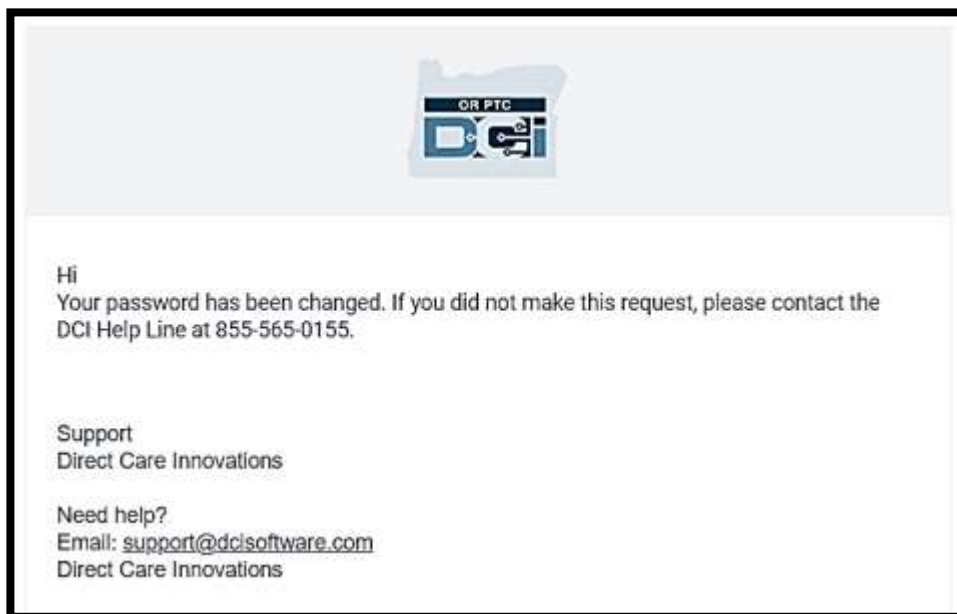 OR PTC
DCI
Hi
Your password has been changed. If you did not make this request, please contact the
DCI Help Line at 855-565-0155.
Support
Direct Care Innovations
Need help?
Email: support@dcisoftware.com
Direct Care Innovations